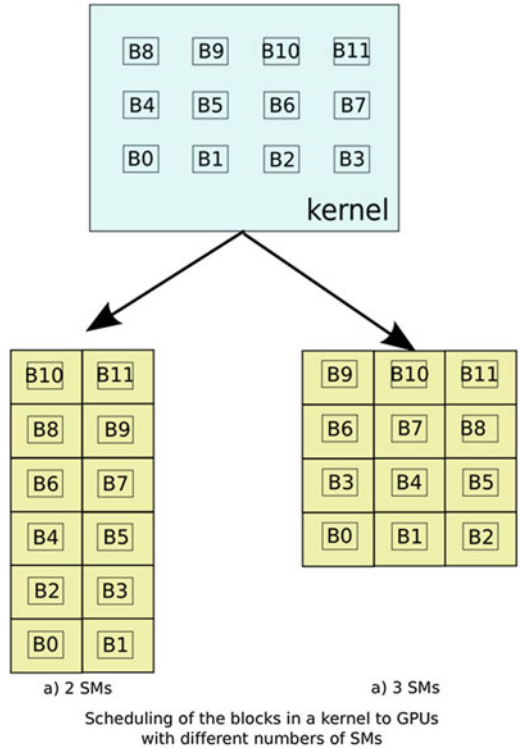 B8 B9 B10 B11
B4 B5 B6 B7
B0 B1 B2 B3
kernel
B10 B11
B8 B9
B6 B7
B4 B5
B2 B3
B0 B1
a) 2 SMs
B9 B10 B11
B6 B7 B8
B3 B4 B5
B0 B1 B2
a) 3 SMs
Scheduling of the blocks in a kernel to GPUs
with different numbers of SMs